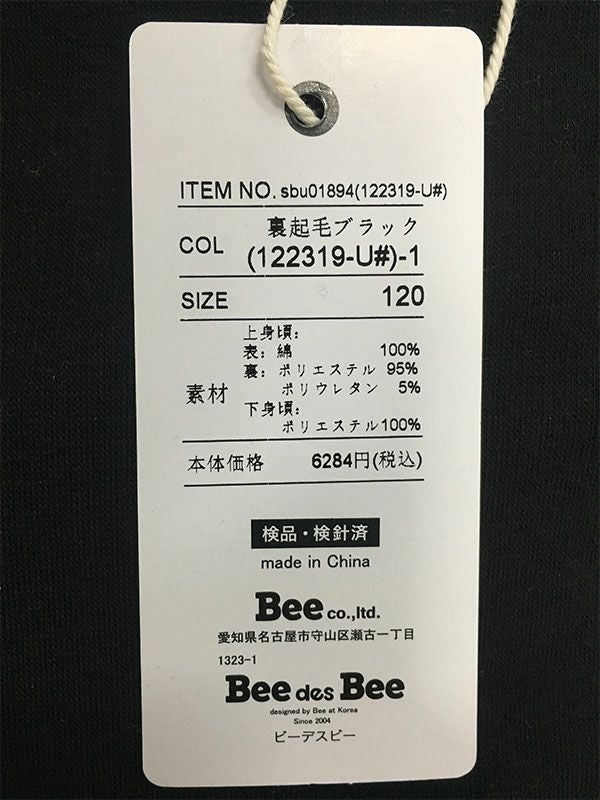 ITEM NO. sbu01894(122319-U#)
COL 裏起毛ブラック
(122319-U#)-1
SIZE 120
上身頃:
表: 綿 100%
素材 裏: ポリエステル 95%
ポリウレタン 5%
下身頃:
ポリエステル100%
本体価格 6284円(税込)
検品・検針済
made in China
Bee co.,ltd.
愛知県名古屋市守山区瀬古一丁目
1323-1
Bee des Bee
designed by Bee at Korea
Since 2004
ビーデスビー